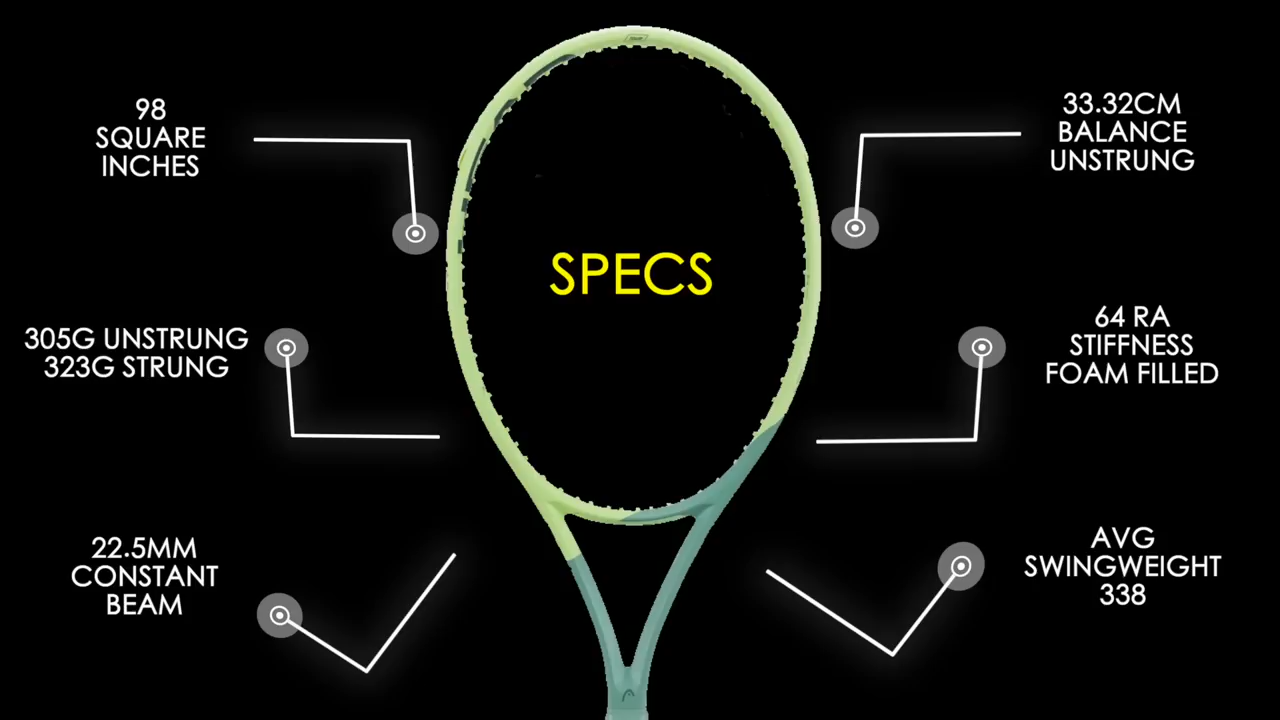 98
SQUARE
INCHES
33.32CM
BALANCE
UNSTRUNG
SPECS
305G UNSTRUNG
323G STRUNG
64 RA
STIFFNESS
FOAM FILLED
22.5MM
CONSTANT
BEAM
AVG
SWINGWEIGHT
338